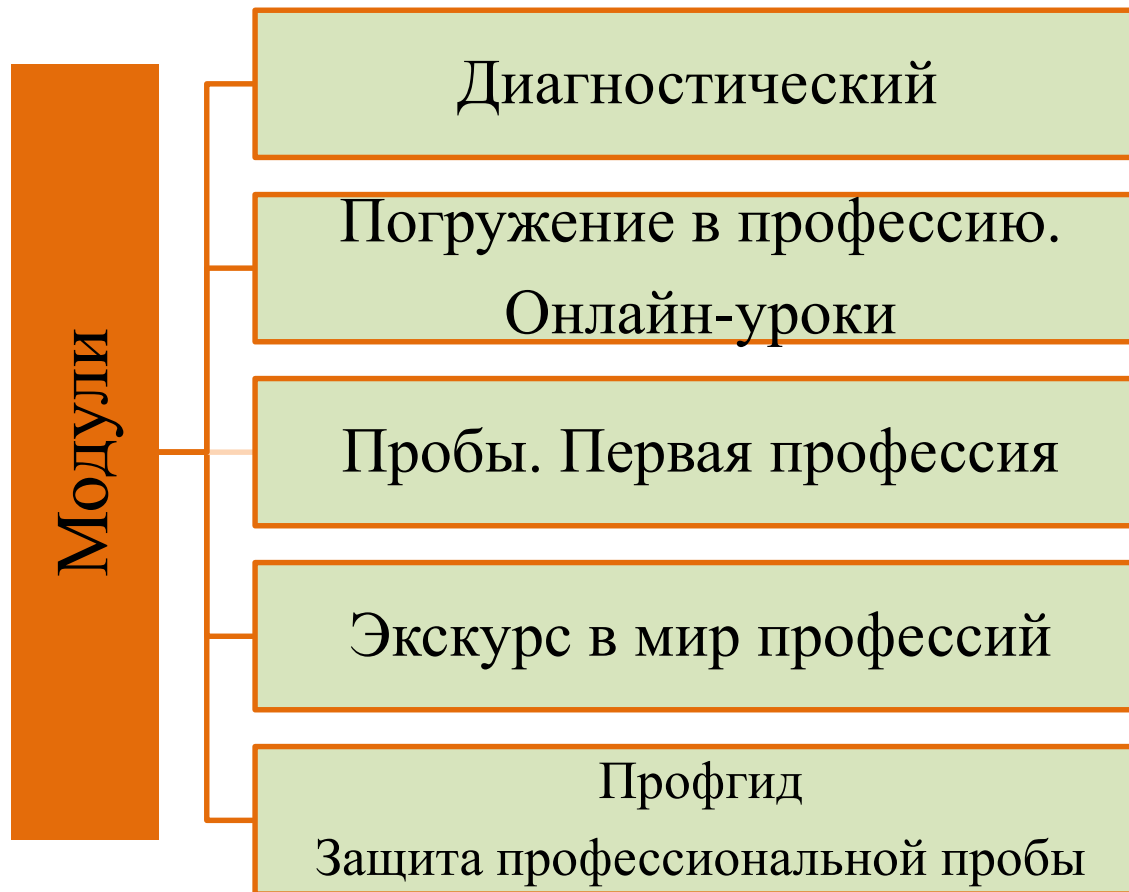 Модули
Диагностический
Погружение в профессию.
Онлайн-уроки
Пробы. Первая профессия
Экскурс в мир профессий
Профгид
Защита профессиональной пробы